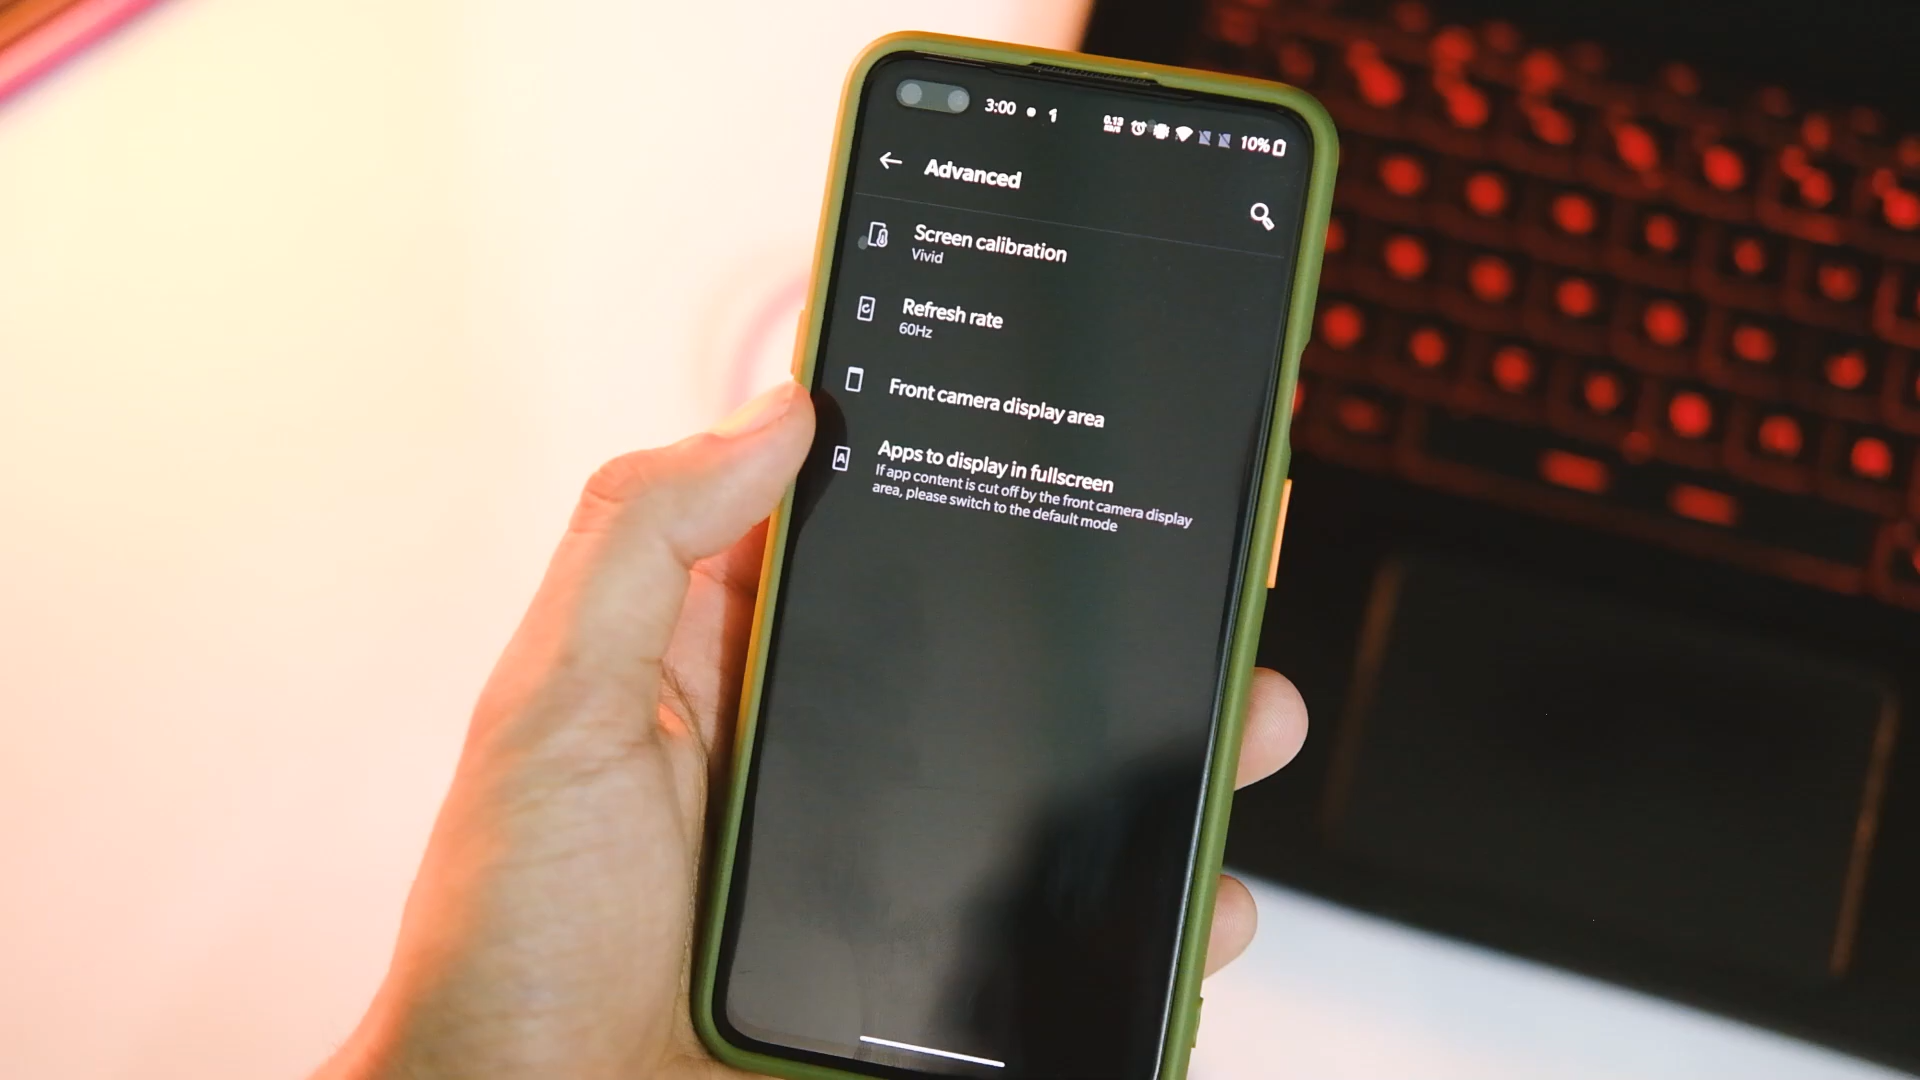 3:00
10%
Advanced
Screen calibration
Vivid
Refresh rate
60Hz
Front camera display area
Apps to display in fullscreen
If app content is cut off by the front camera display
area, please switch to the default mode